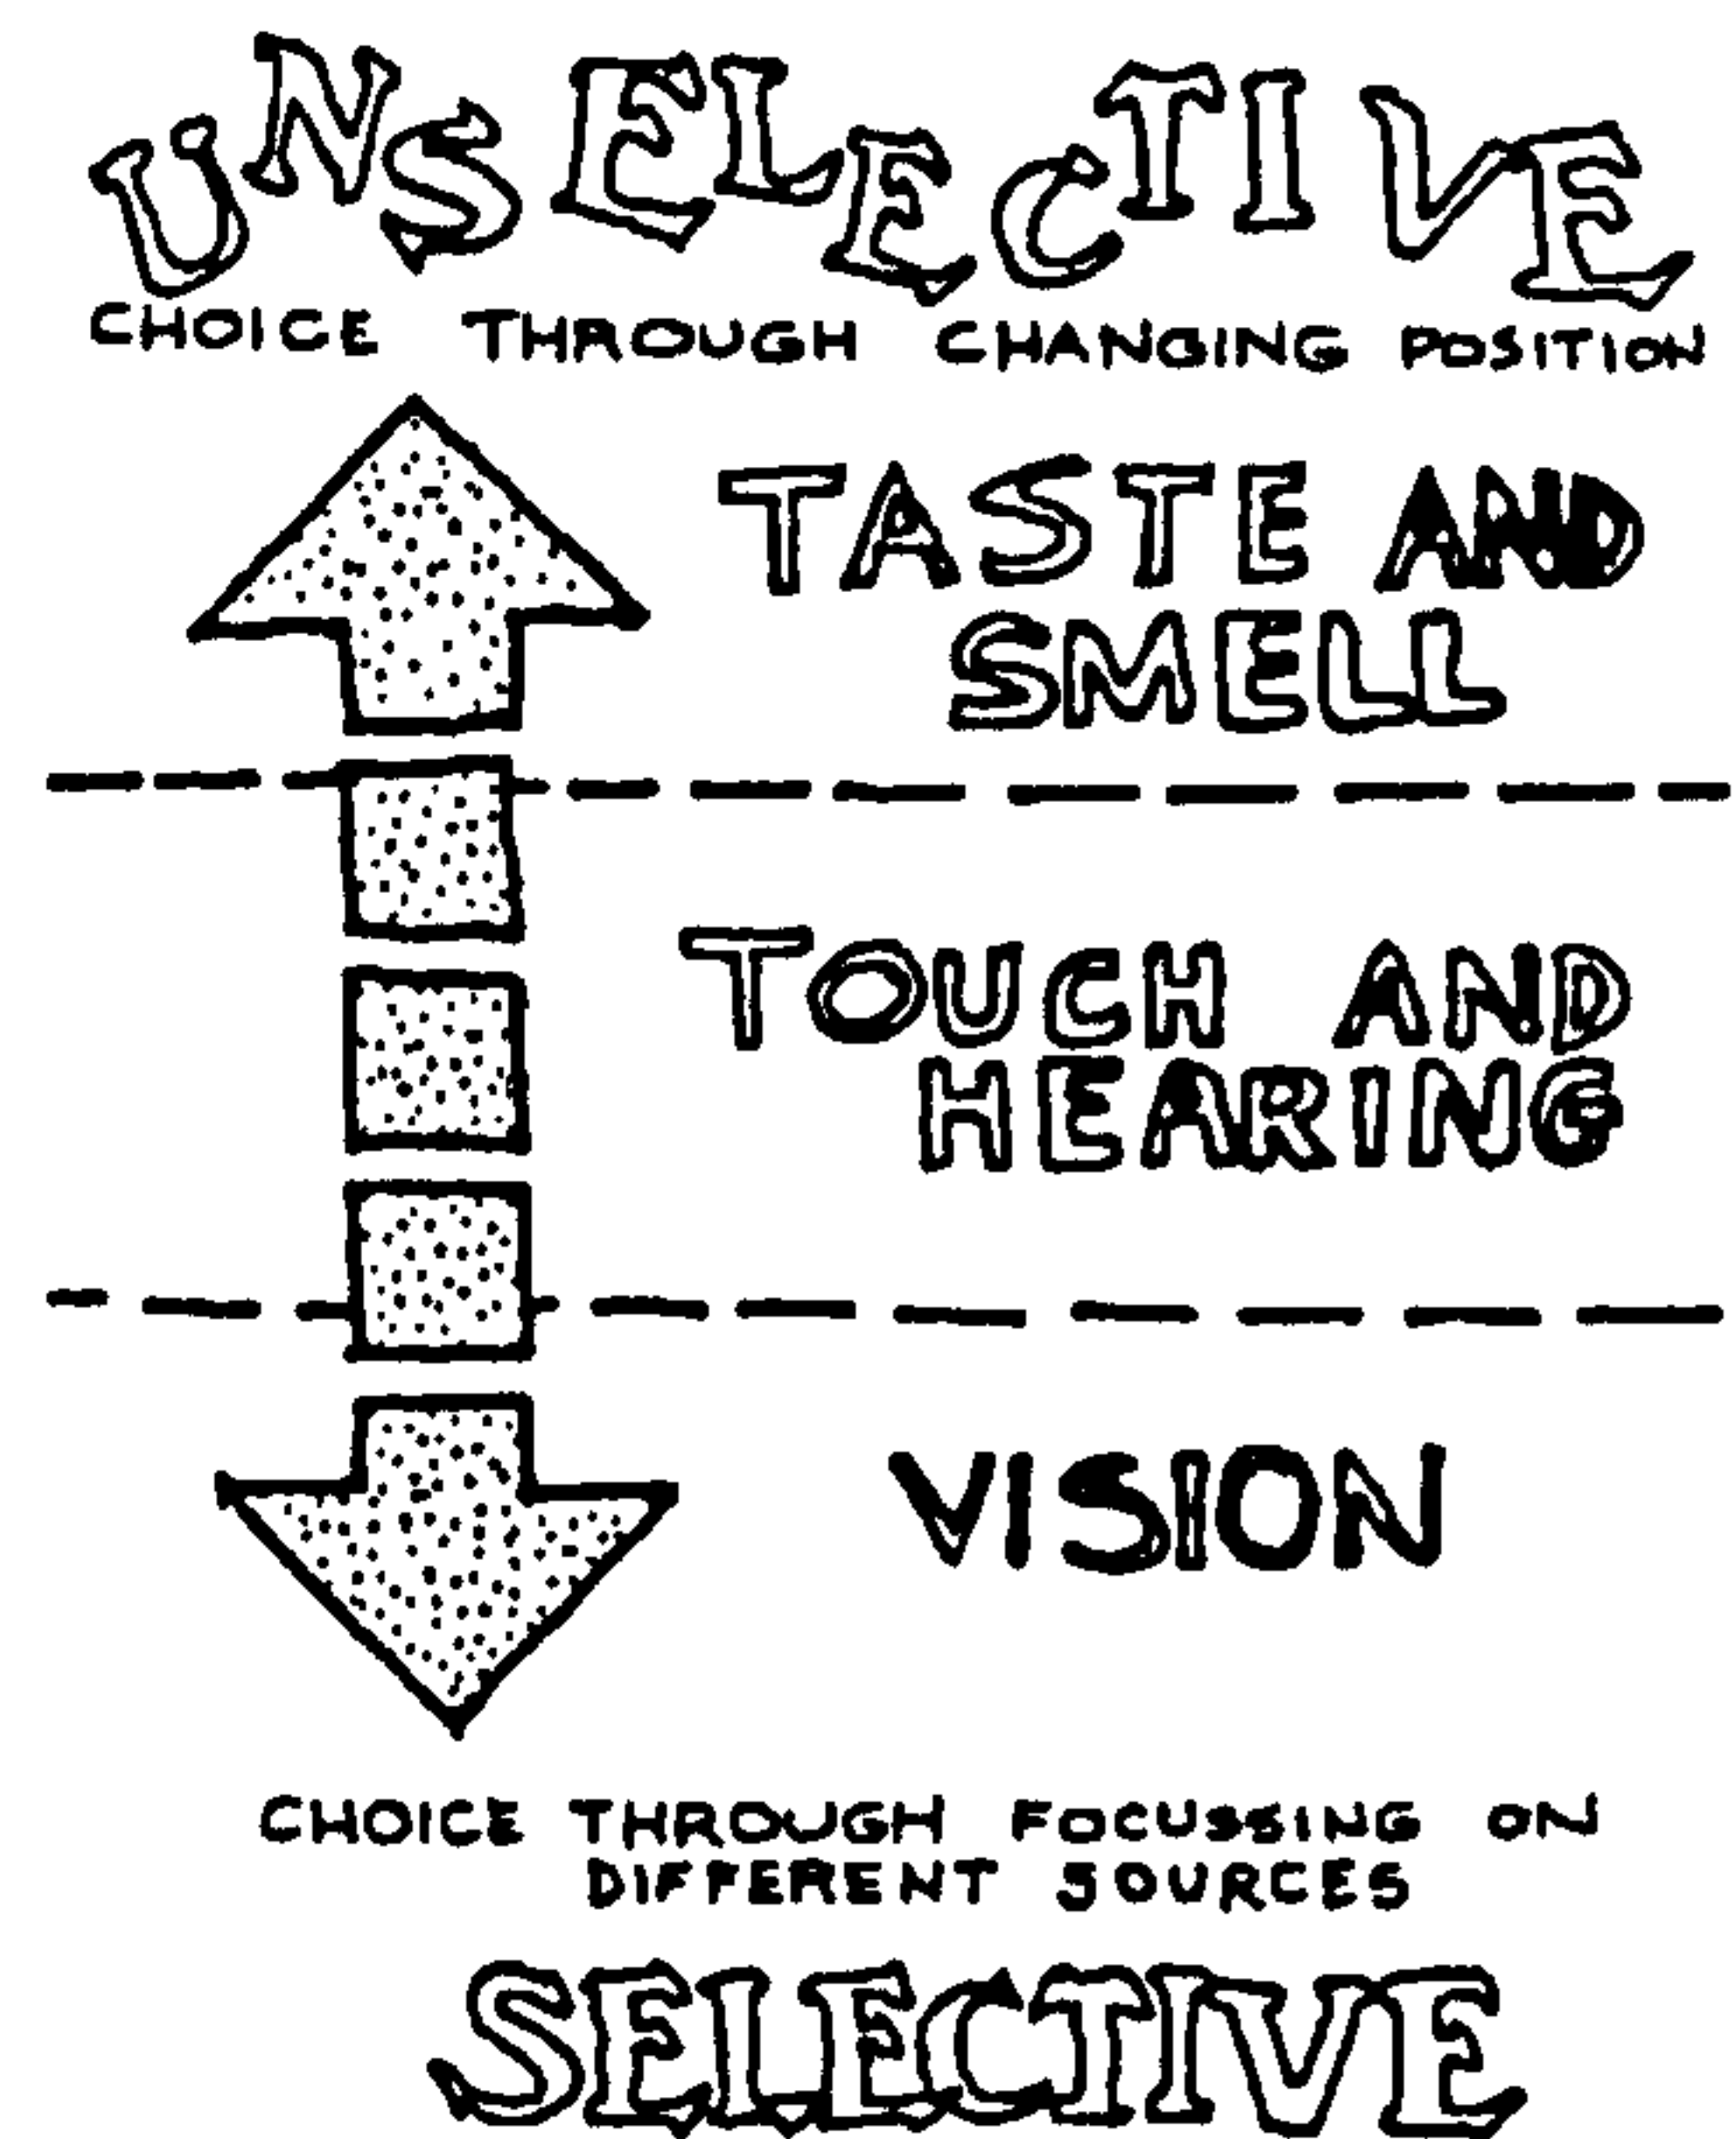 UNSELECTIVE
CHOICE THROUGH CHANGING POSITION
TASTE AND
SMELL
TOUCH AND
HEARING
VISION
CHOICE THROUGH FOCUSSING ON
DIFFERENT SOURCES
SELECTIVE